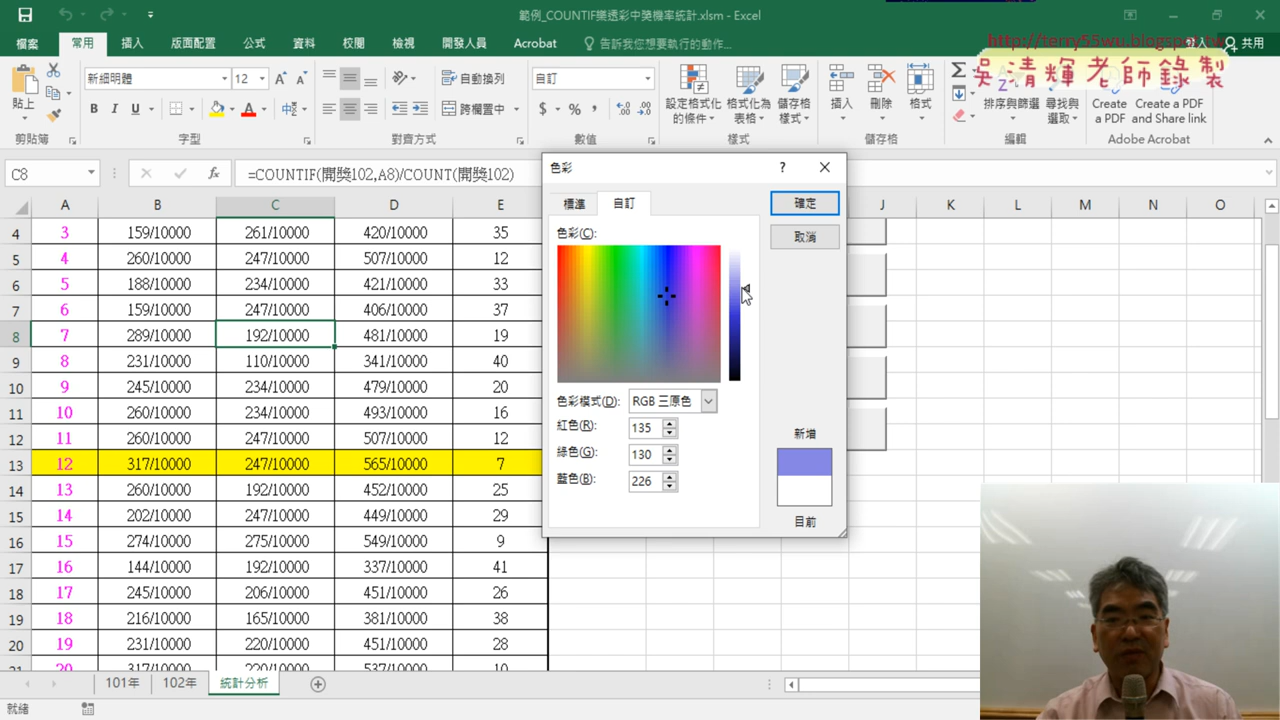 範例_COUNTIF樂透彩中獎機率統計.xlsm - Excel
檔案 常用 插入 版面配置 公式 資料 校閱 檢視 開發人員 Acrobat 告訴我您想要執行的動作... 登入 共用
http://terry55wu.blogspot.tw
吳清輝老師錄製
貼上 新細明體 12 自動換列 自訂 設定格式化的條件 格式化為表格 儲存格樣式 插入 刪除 格式 排序與篩選 尋找與選取 Create a PDF Create a PDF and Share link
B I U 中 跨欄置中 $ % ,
剪貼簿 字型 對齊方式 數值 樣式 儲存格 編輯 Adobe Acrobat
C8 fx =COUNTIF(開獎102,A8)/COUNT(開獎102)
A B C D E J K L M N O
4 3 159/10000 261/10000 420/10000 35
5 4 260/10000 247/10000 507/10000 12
6 5 188/10000 234/10000 421/10000 33
7 6 159/10000 247/10000 406/10000 37
8 7 289/10000 192/10000 481/10000 19
9 8 231/10000 110/10000 341/10000 40
10 9 245/10000 234/10000 479/10000 20
11 10 260/10000 234/10000 493/10000 16
12 11 260/10000 247/10000 507/10000 12
13 12 317/10000 247/10000 565/10000 7
14 13 260/10000 192/10000 452/10000 25
15 14 202/10000 247/10000 449/10000 29
16 15 274/10000 275/10000 549/10000 9
17 16 144/10000 192/10000 337/10000 41
18 17 245/10000 206/10000 451/10000 26
19 18 216/10000 165/10000 381/10000 38
20 19 231/10000 220/10000 451/10000 28
21 20 317/10000 220/10000 537/10000 10
色彩 ?
標準 自訂 確定
取消
色彩(C):
色彩模式(D): RGB 三原色
紅色(R): 135
綠色(G): 130
藍色(B): 226
新增
目前
101年 102年 統計分析
就緒